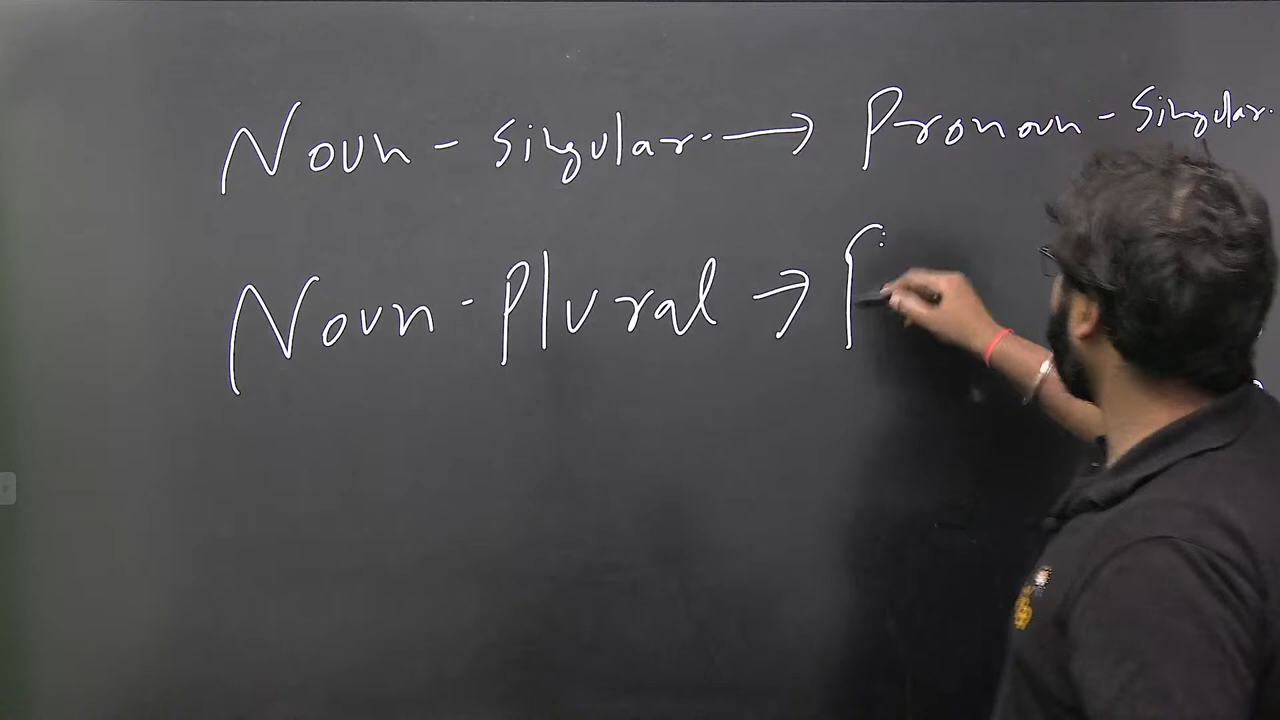 Noun - Singular. → Pronoun - Singular.
Noun - Plural → P